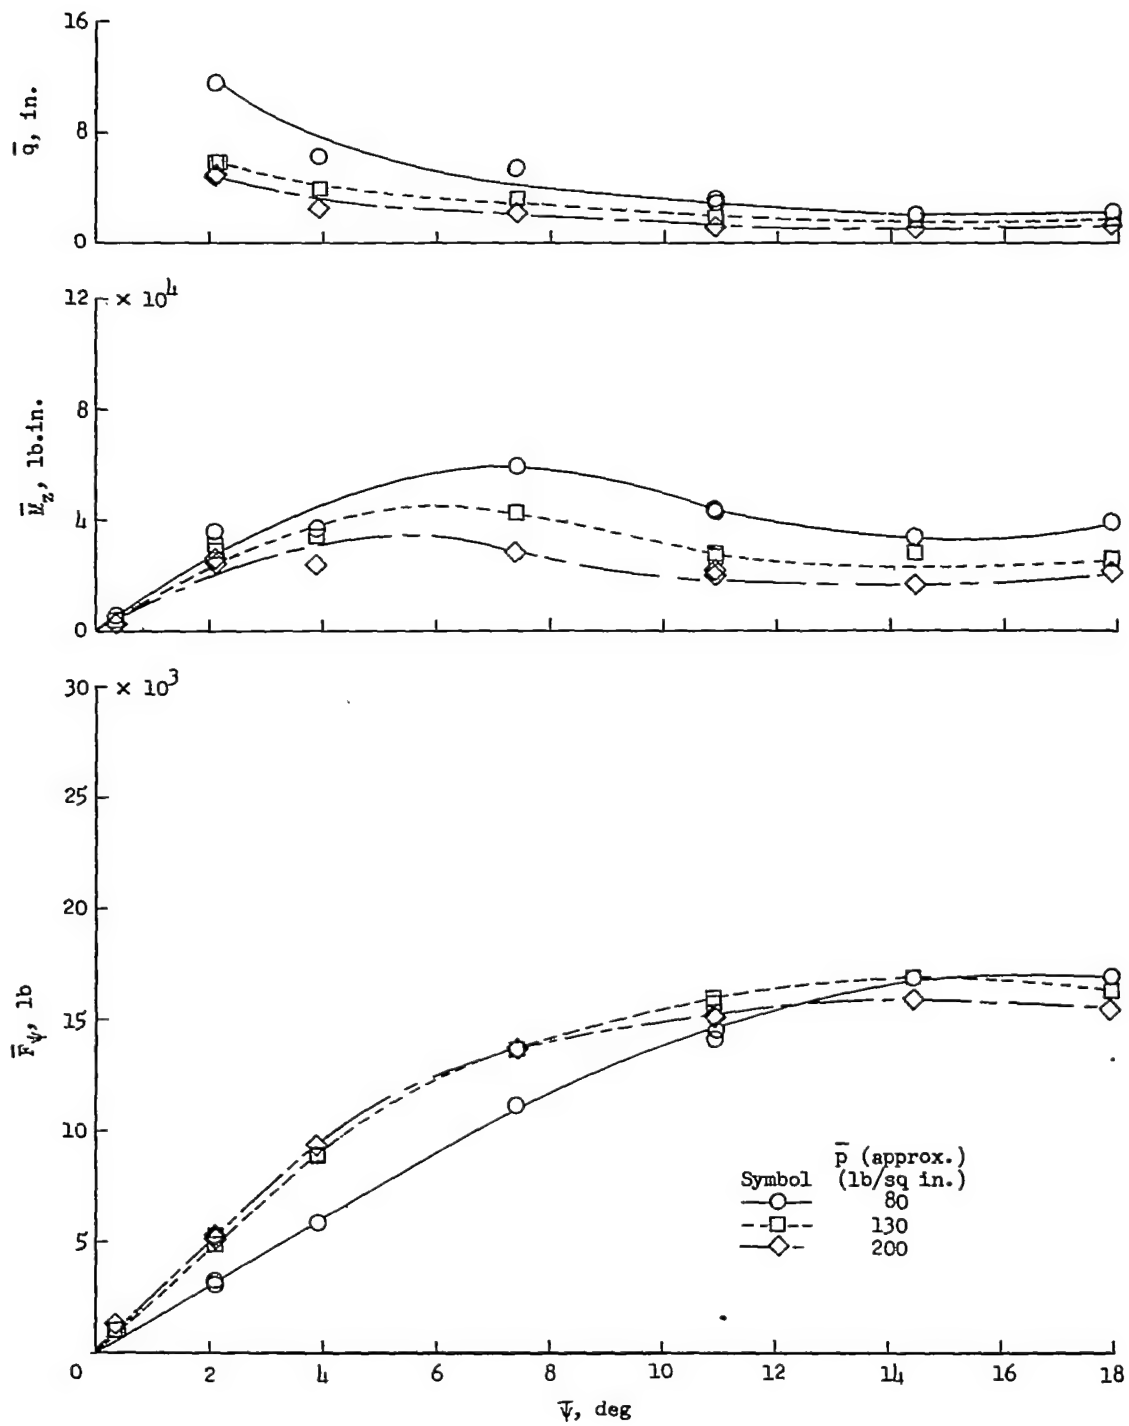 16
8
0
q̄, in.
12 × 10⁴
8
4
0
M̄z, lb.in.
30 × 10³
25
20
15
10
5
F̄ψ, lb
p̄ (approx.)
Symbol (lb/sq in.)
80
130
200
0 2 4 6 8 10 12 14 16 18
ψ̄, deg